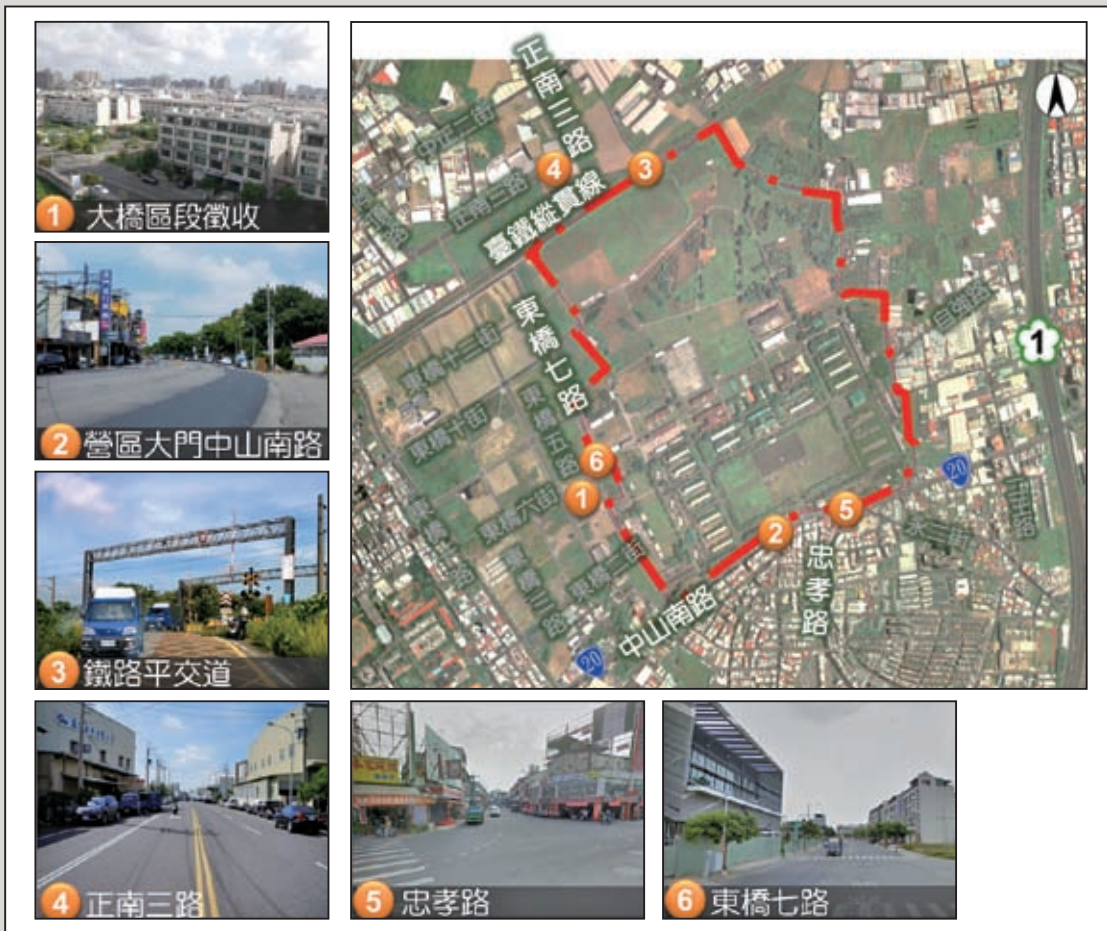 1 大橋區段徵收
2 營區大門中山南路
3 鐵路平交道
4 正南三路
5 忠孝路
6 東橋七路
正南三路
中正二街
正南二路
臺鐵縱貫線
4
3
東橋七路
東橋十二街
東橋十街
東橋五路
東橋六街
東橋三路
東橋二街
6
1
2
5
自強路
1
20
永二街
忠孝路
中山南路
20